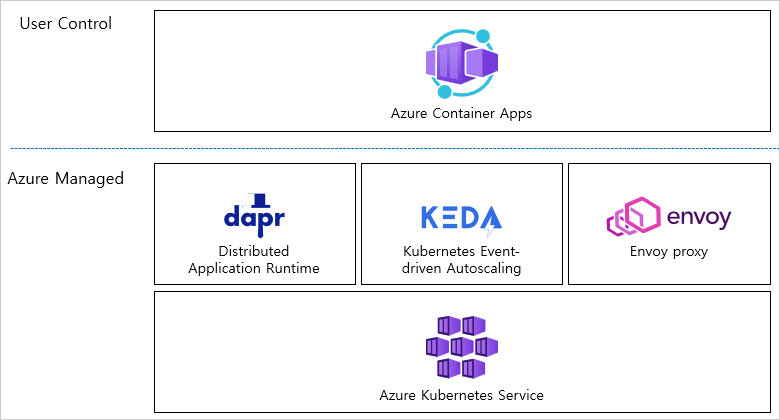 User Control
Azure Container Apps
Azure Managed
dapr
Distributed
Application Runtime
KEDA
Kubernetes Event-
driven Autoscaling
envoy
Envoy proxy
Azure Kubernetes Service